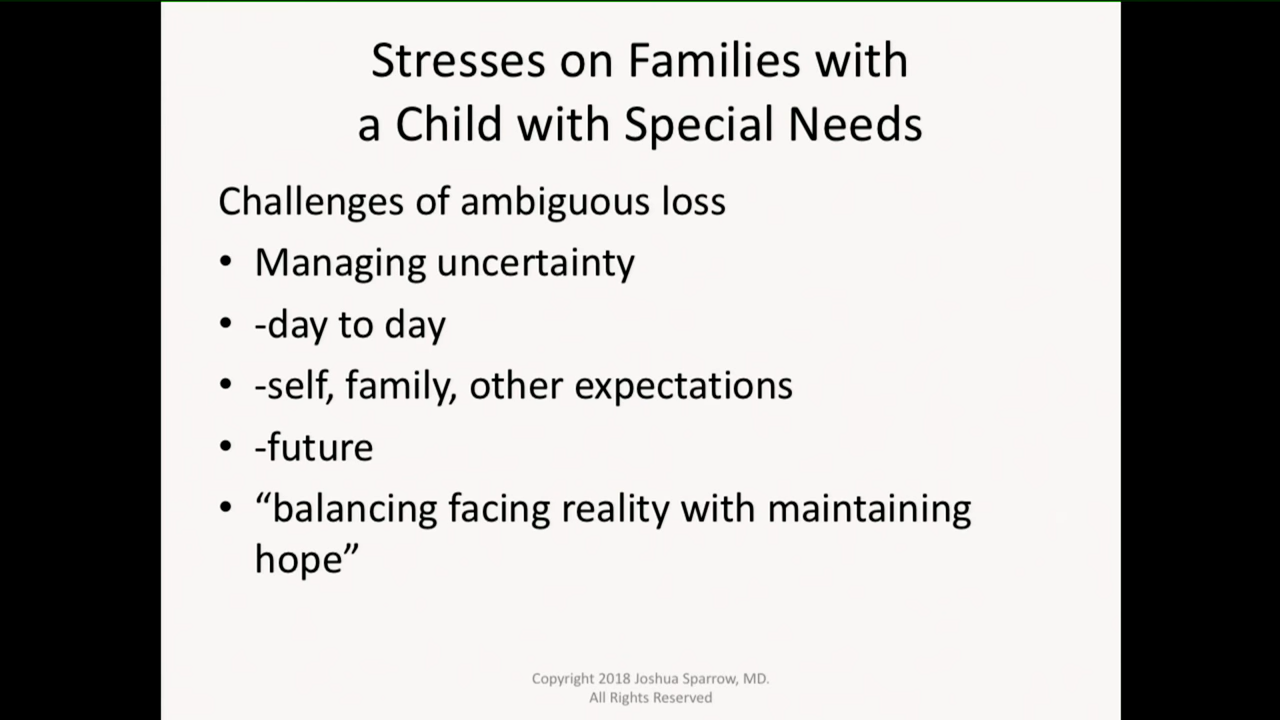 Stresses on Families with
a Child with Special Needs
Challenges of ambiguous loss
• Managing uncertainty
• -day to day
• -self, family, other expectations
• -future
• “balancing facing reality with maintaining
hope”
Copyright 2018 Joshua Sparrow, MD.
All Rights Reserved